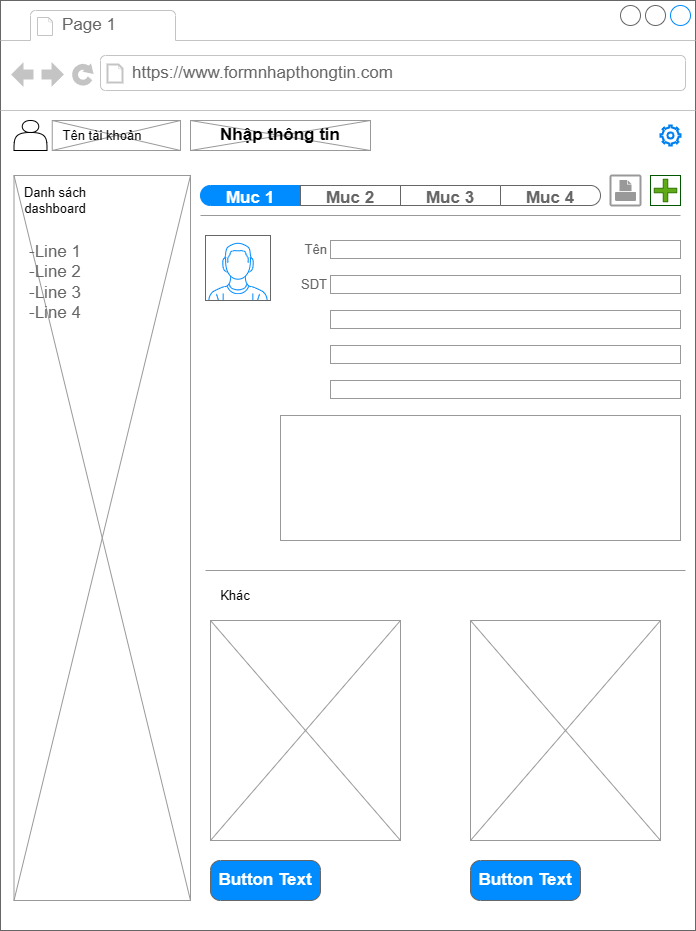 Page 1
https://www.formnhapthongtin.com
Tên tài khoản
Nhập thông tin
Danh sách
dashboard
-Line 1
-Line 2
-Line 3
-Line 4
Muc 1
Muc 2
Muc 3
Muc 4
Tên
SDT
Khác
Button Text
Button Text